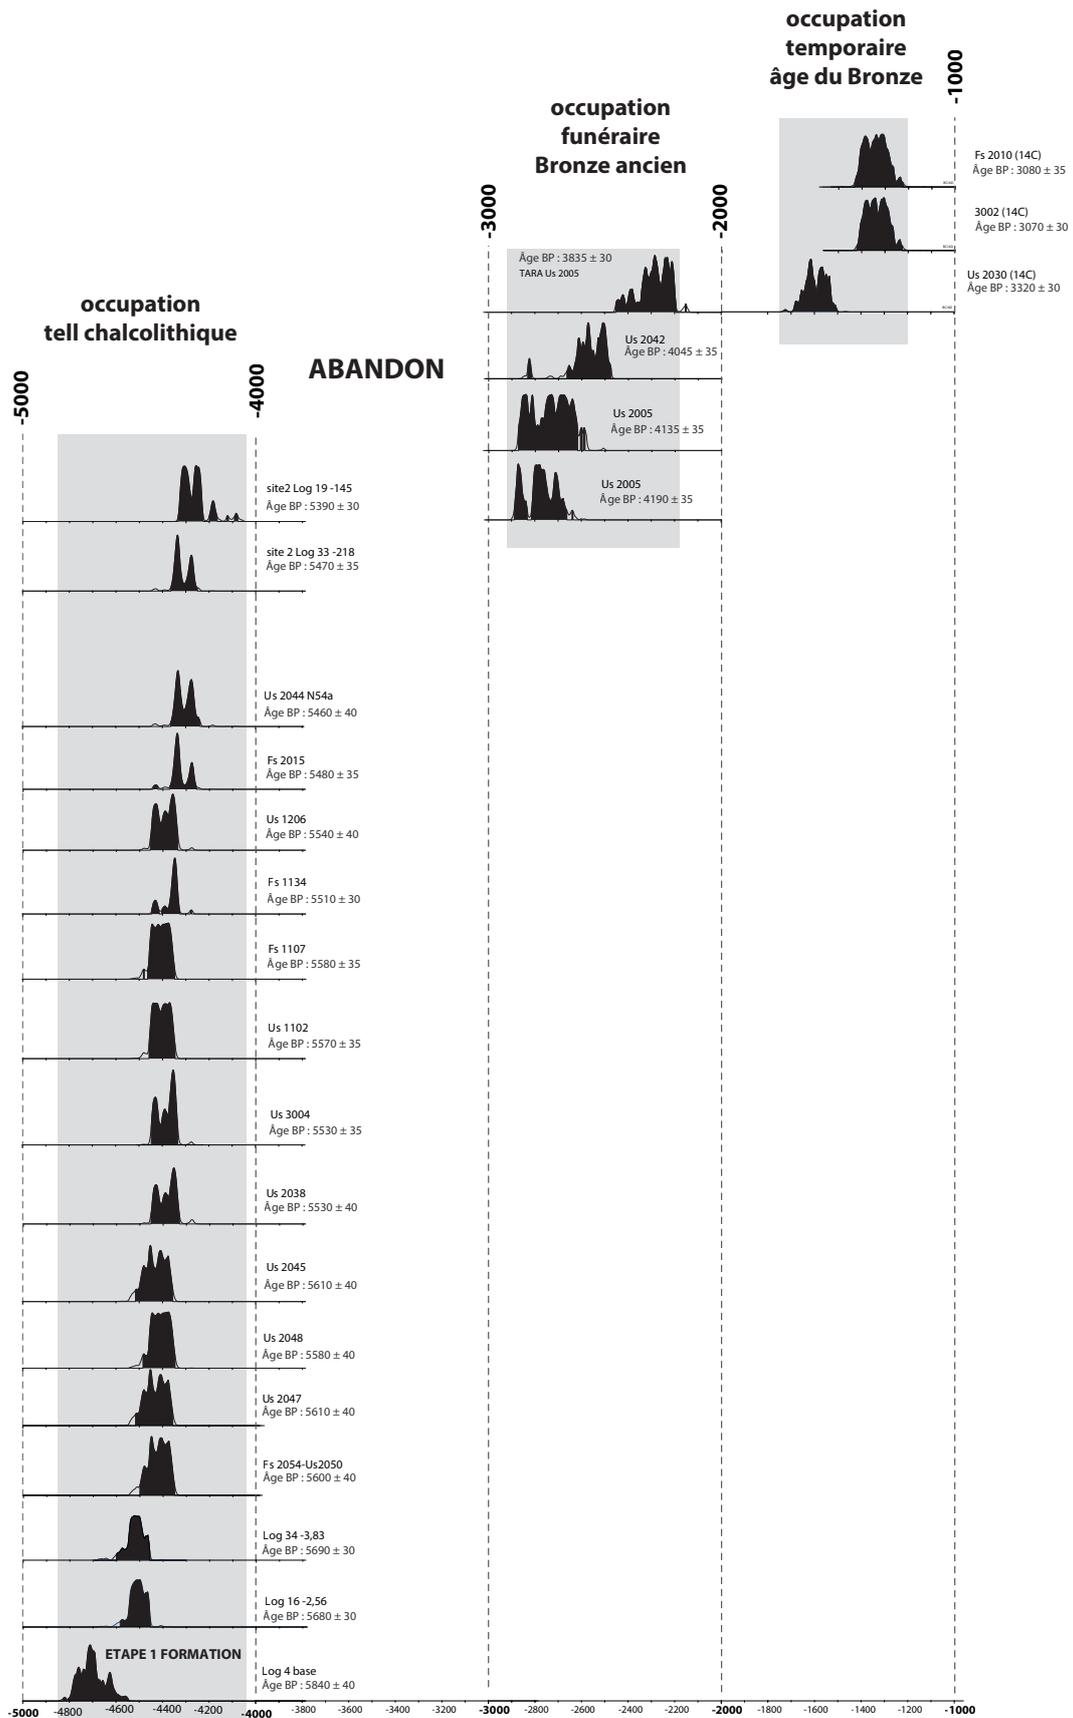 occupation
temporaire
âge du Bronze
-1000
Fs 2010 (14C)
Âge BP : 3080 ± 35
3002 (14C)
Âge BP : 3070 ± 30
Us 2030 (14C)
Âge BP : 3320 ± 30
occupation
funéraire
Bronze ancien
-3000
-2000
Âge BP : 3835 ± 30
TARA Us 2005
Us 2042
Âge BP : 4045 ± 35
Us 2005
Âge BP : 4135 ± 35
Us 2005
Âge BP : 4190 ± 35
occupation
tell chalcolithique
ABANDON
-5000
-4000
site2 Log 19 -145
Âge BP : 5390 ± 30
site 2 Log 33 -218
Âge BP : 5470 ± 35
Us 2044 N54a
Âge BP : 5460 ± 40
Fs 2015
Âge BP : 5480 ± 35
Us 1206
Âge BP : 5540 ± 40
Fs 1134
Âge BP : 5510 ± 30
Fs 1107
Âge BP : 5580 ± 35
Us 1102
Âge BP : 5570 ± 35
Us 3004
Âge BP : 5530 ± 35
Us 2038
Âge BP : 5530 ± 40
Us 2045
Âge BP : 5610 ± 40
Us 2048
Âge BP : 5580 ± 40
Us 2047
Âge BP : 5610 ± 40
Fs 2054-Us2050
Âge BP : 5600 ± 40
Log 34 -3,83
Âge BP : 5690 ± 30
Log 16 -2,56
Âge BP : 5680 ± 30
ETAPE 1 FORMATION
Log 4 base
Âge BP : 5840 ± 40
-5000 -4800 -4600 -4400 -4200 -4000 -3800 -3600 -3400 -3200 -3000 -2800 -2600 -2400 -2200 -2000 -1800 -1600 -1400 -1200 -1000